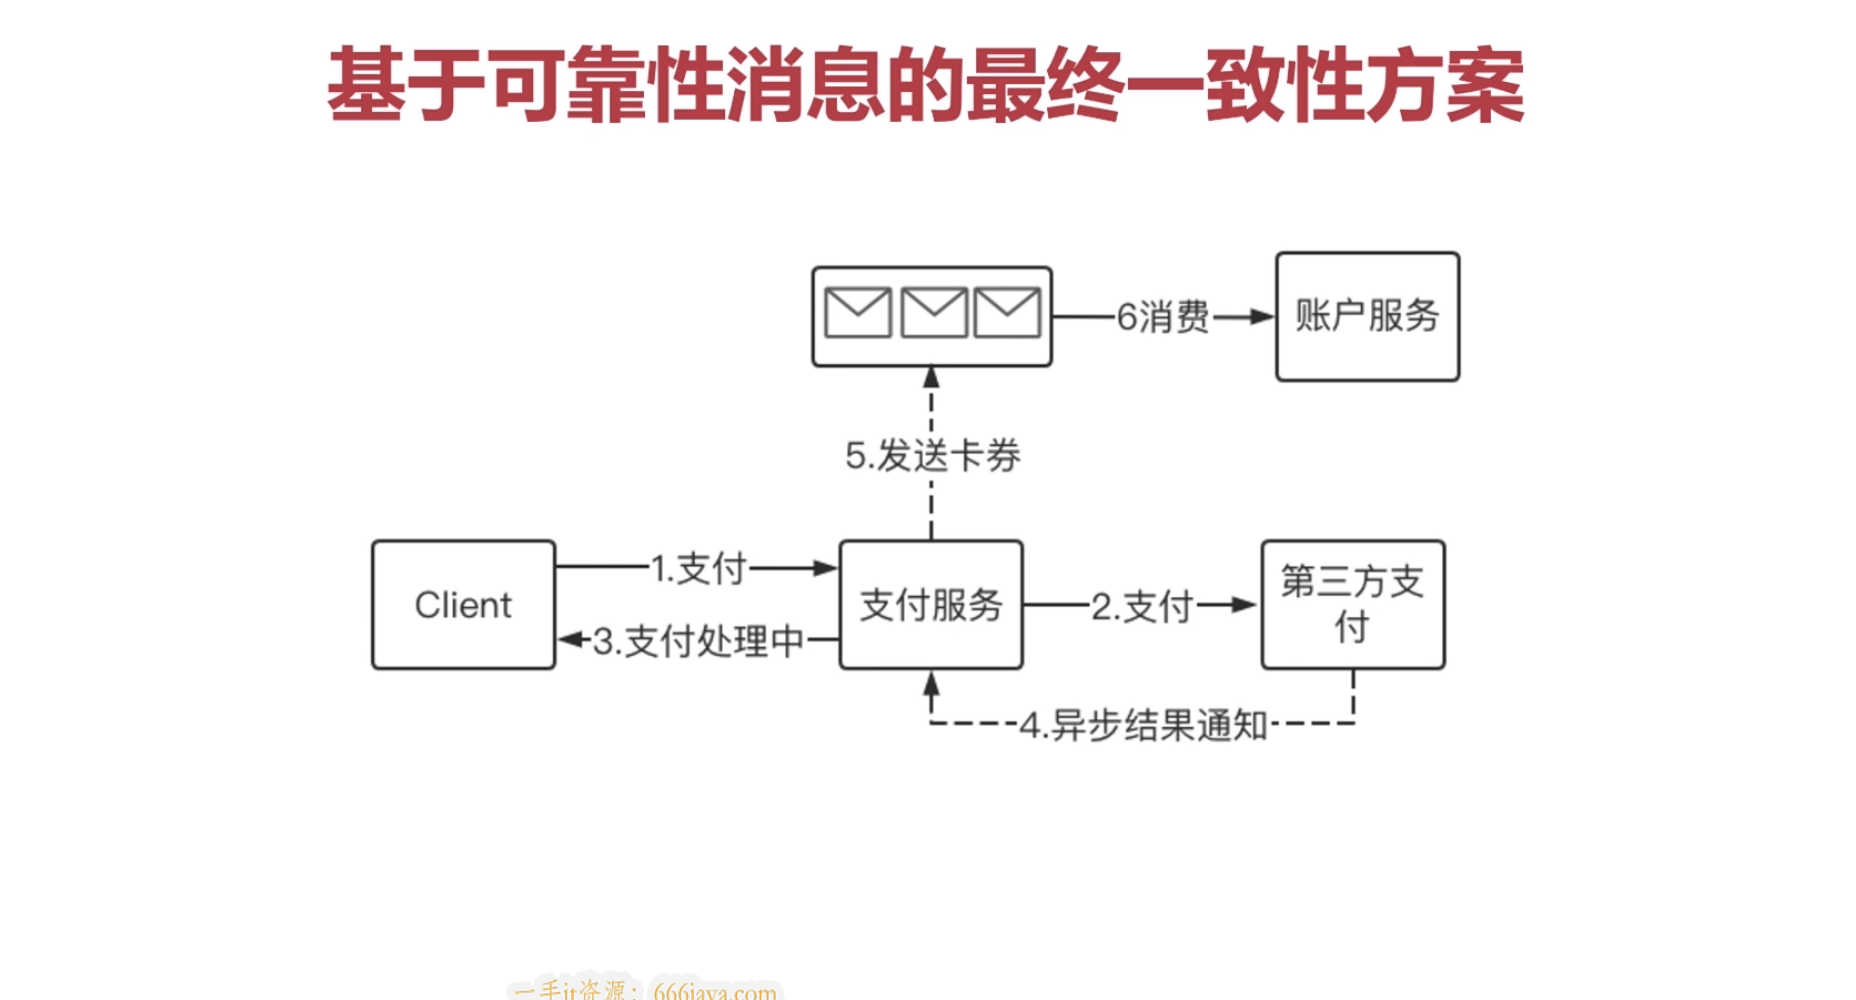 基于可靠性消息的最终一致性方案
6消费
账户服务
5.发送卡券
Client
1.支付
3.支付处理中
支付服务
2.支付
第三方支
付
4.异步结果通知
一手it资源：666java.com